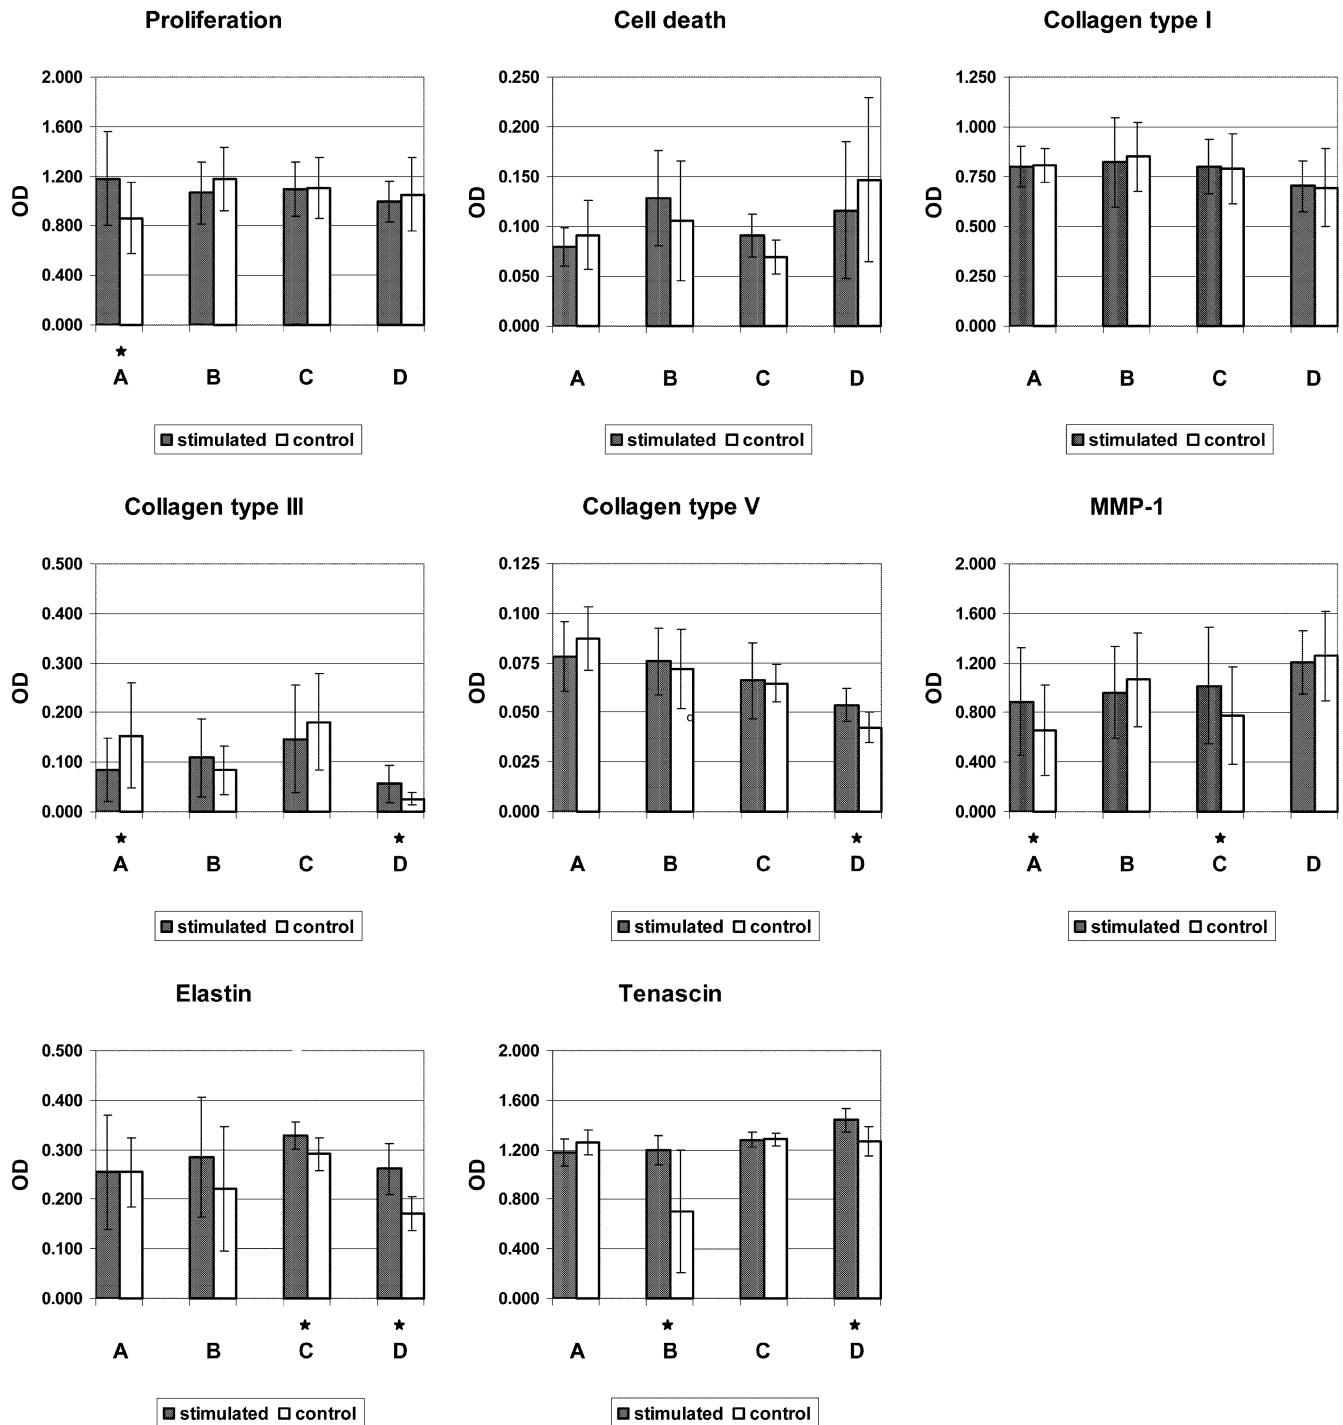 Proliferation
OD
2.000
1.600
1.200
0.800
0.400
0.000
★
A B C D
stimulated control
Cell death
OD
0.250
0.200
0.150
0.100
0.050
0.000
A B C D
stimulated control
Collagen type I
OD
1.250
1.000
0.750
0.500
0.250
0.000
A B C D
stimulated control
Collagen type III
OD
0.500
0.400
0.300
0.200
0.100
0.000
★ ★
A B C D
stimulated control
Collagen type V
OD
0.125
0.100
0.075
0.050
0.025
0.000
★
A B C D
stimulated control
MMP-1
OD
2.000
1.600
1.200
0.800
0.400
0.000
★ ★
A B C D
stimulated control
Elastin
OD
0.500
0.400
0.300
0.200
0.100
0.000
★ ★
A B C D
stimulated control
Tenascin
OD
2.000
1.600
1.200
0.800
0.400
0.000
★ ★
A B C D
stimulated control